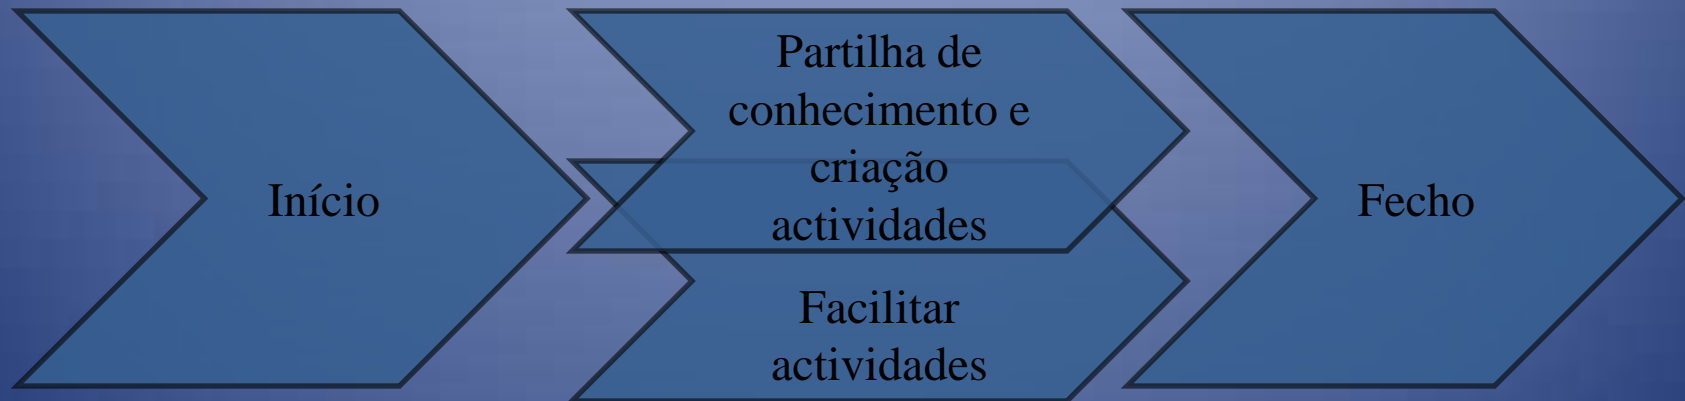 Início
Partilha de
conhecimento e
criação
actividades
Facilitar
actividades
Fecho